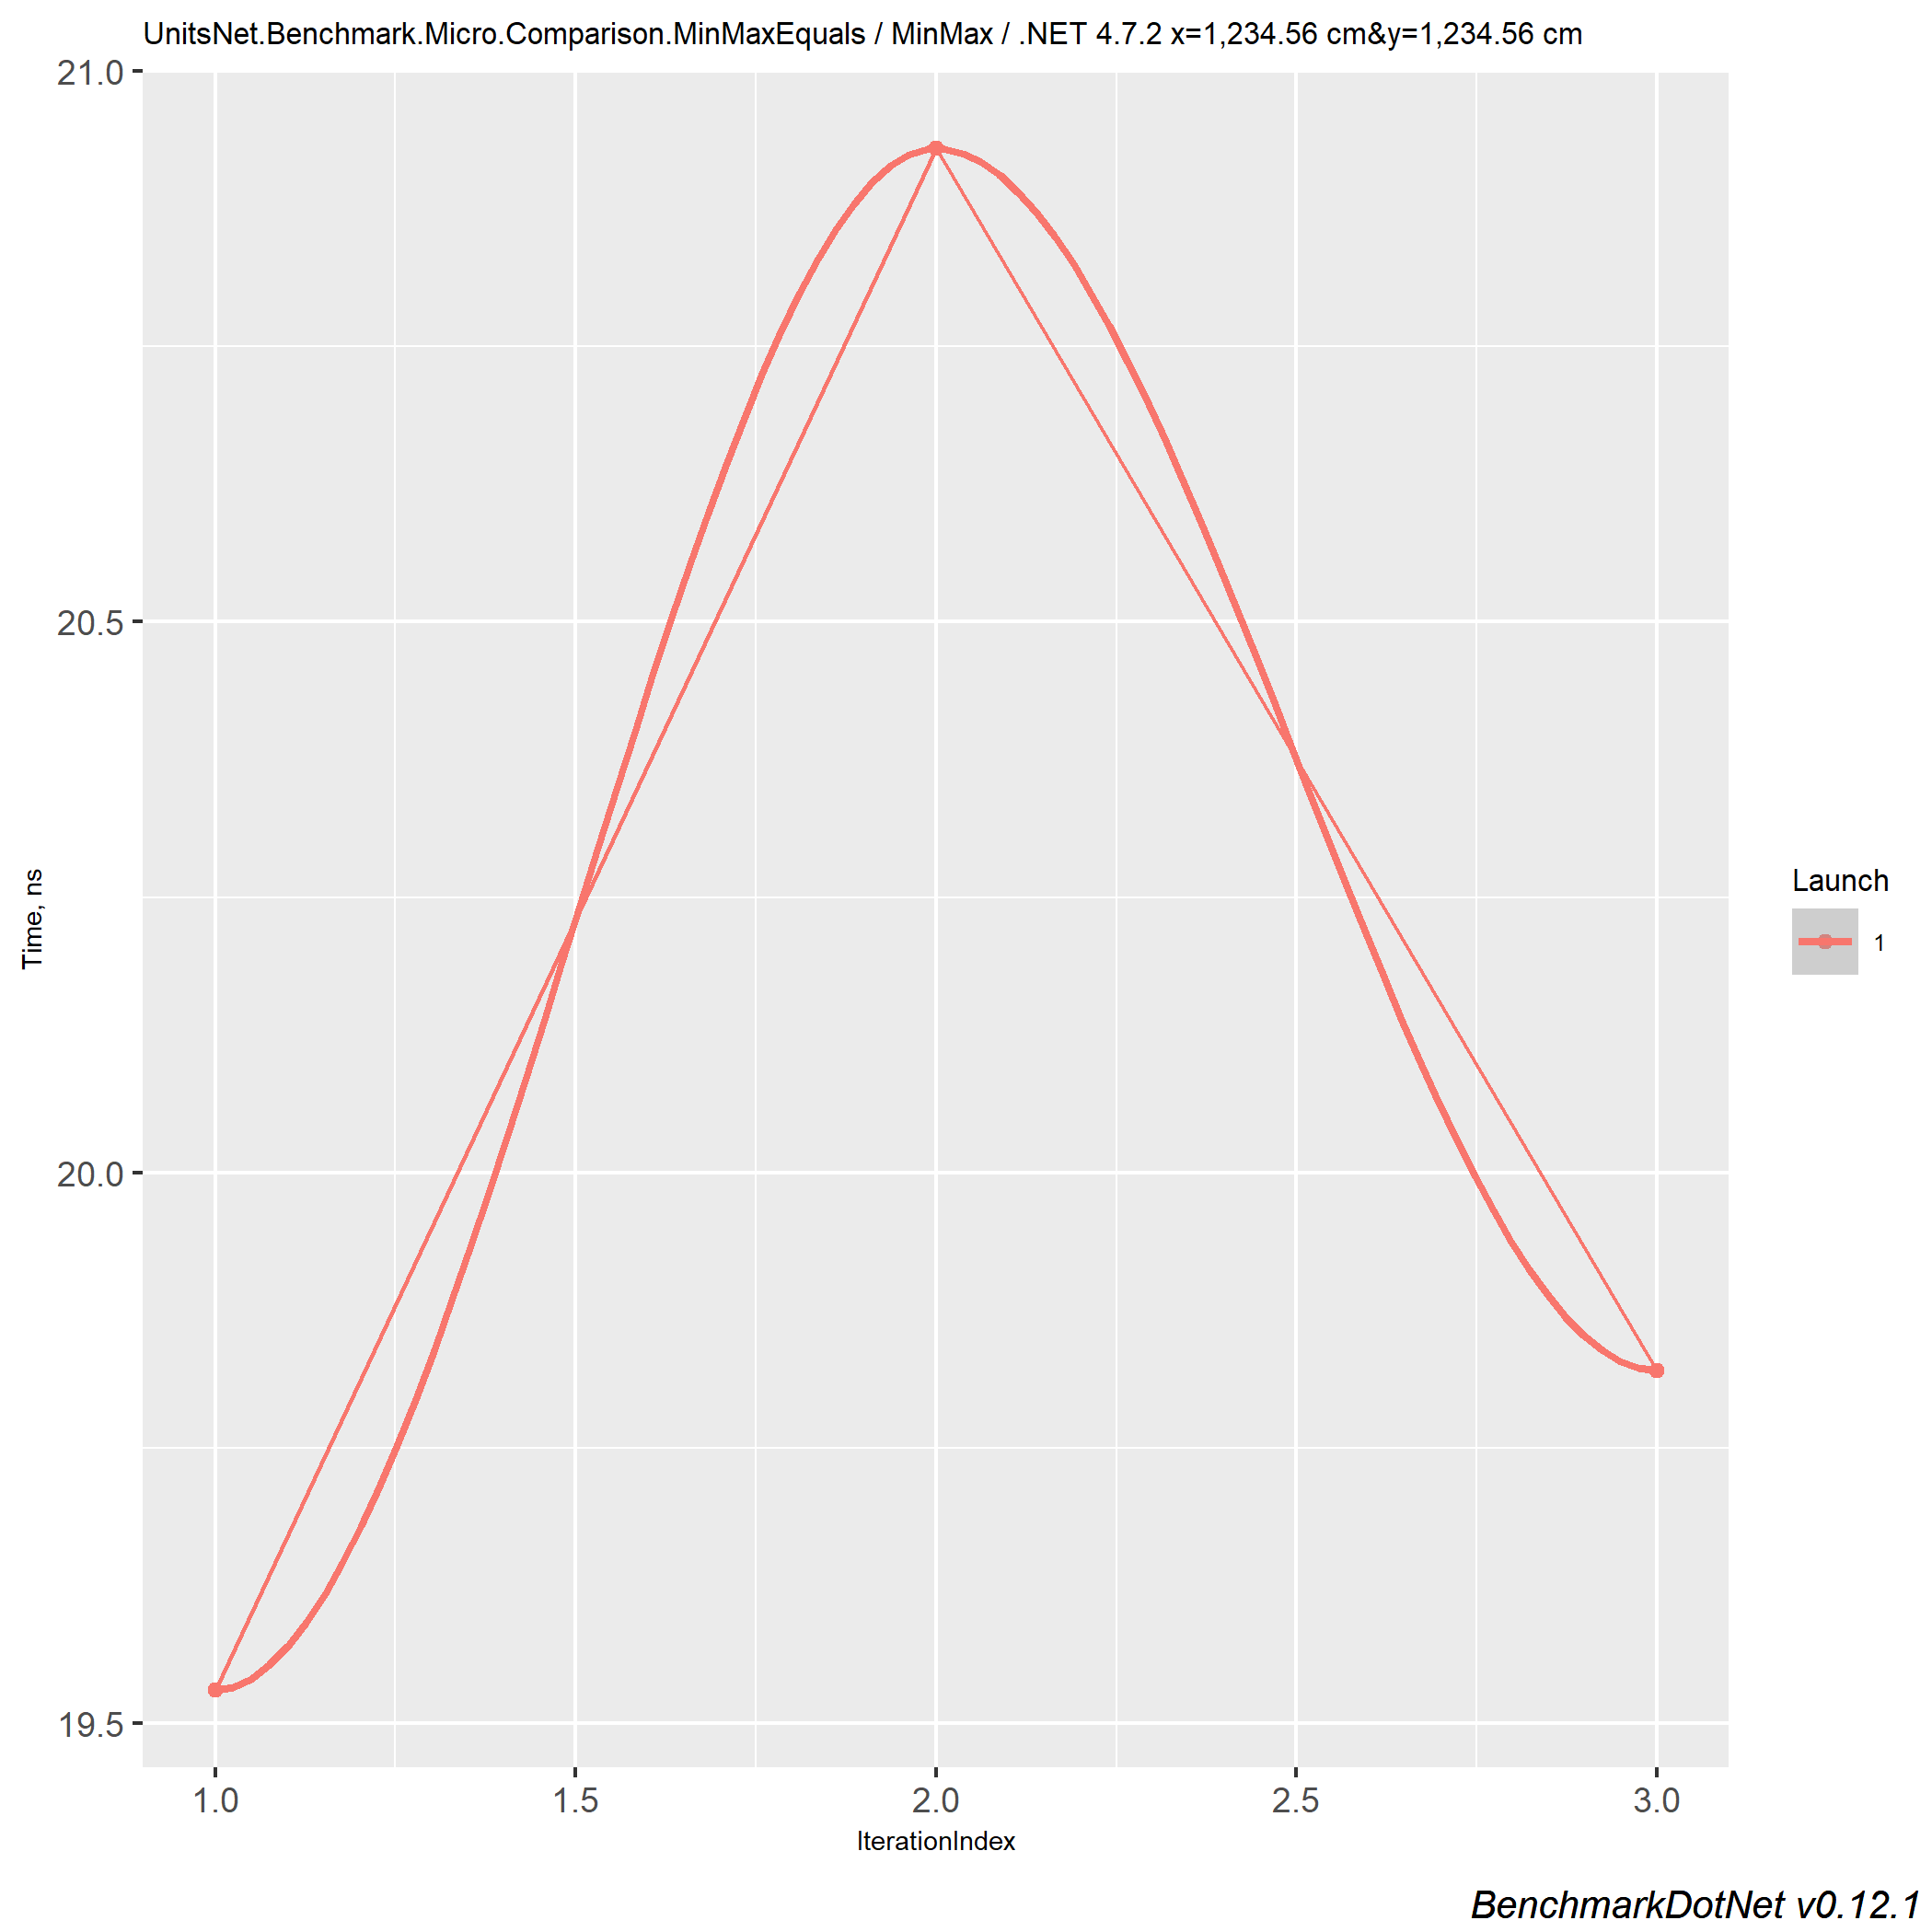 UnitsNet.Benchmark.Micro.Comparison.MinMaxEquals / MinMax / .NET 4.7.2 x=1,234.56 cm&y=1,234.56 cm
21.0
20.5
20.0
19.5
Time, ns
1.0 1.5 2.0 2.5 3.0
IterationIndex
Launch
1
BenchmarkDotNet v0.12.1